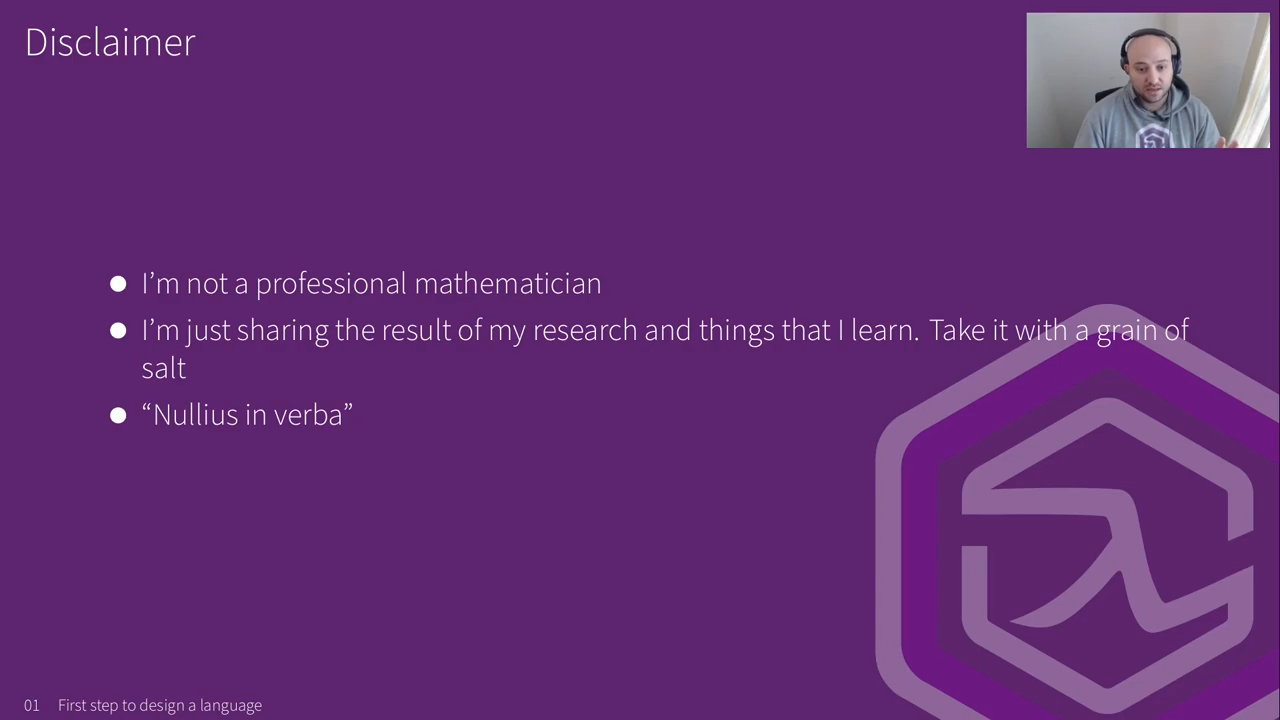 Disclaimer
● I’m not a professional mathematician
● I’m just sharing the result of my research and things that I learn. Take it with a grain of
salt
● “Nullius in verba”
01 First step to design a language